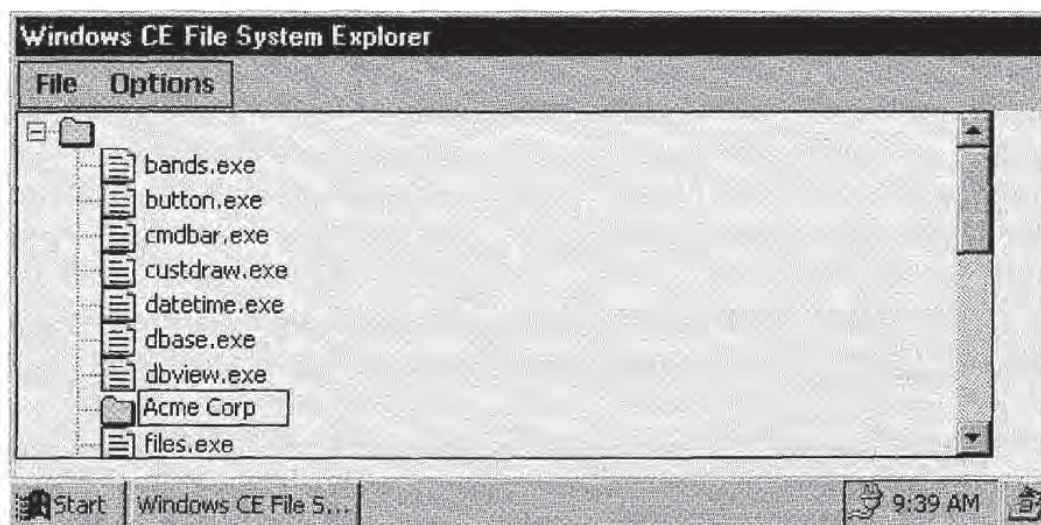 Windows CE File System Explorer
File Options
bands.exe
button.exe
cmdbar.exe
custdraw.exe
datetime.exe
dbase.exe
dbview.exe
Acme Corp
files.exe
Start Windows CE File S... 9:39 AM